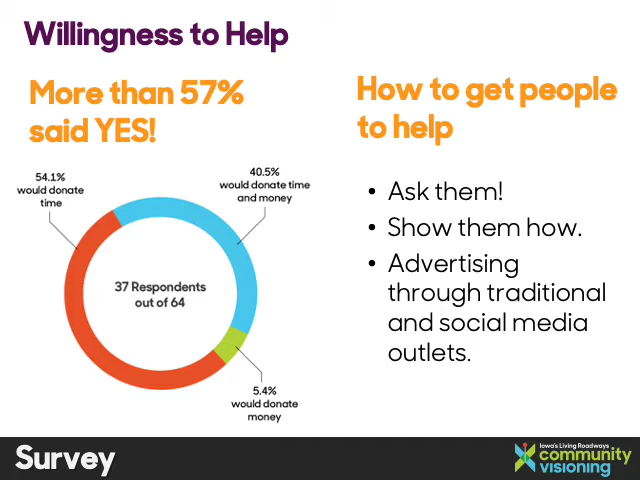 Willingness to Help
More than 57%
said YES!
54.1%
would donate
time
40.5%
would donate time
and money
37 Respondents
out of 64
5.4%
would donate
money
How to get people
to help
• Ask them!
• Show them how.
• Advertising
through traditional
and social media
outlets.
Survey
Iowa's Living Roadways
community
visioning